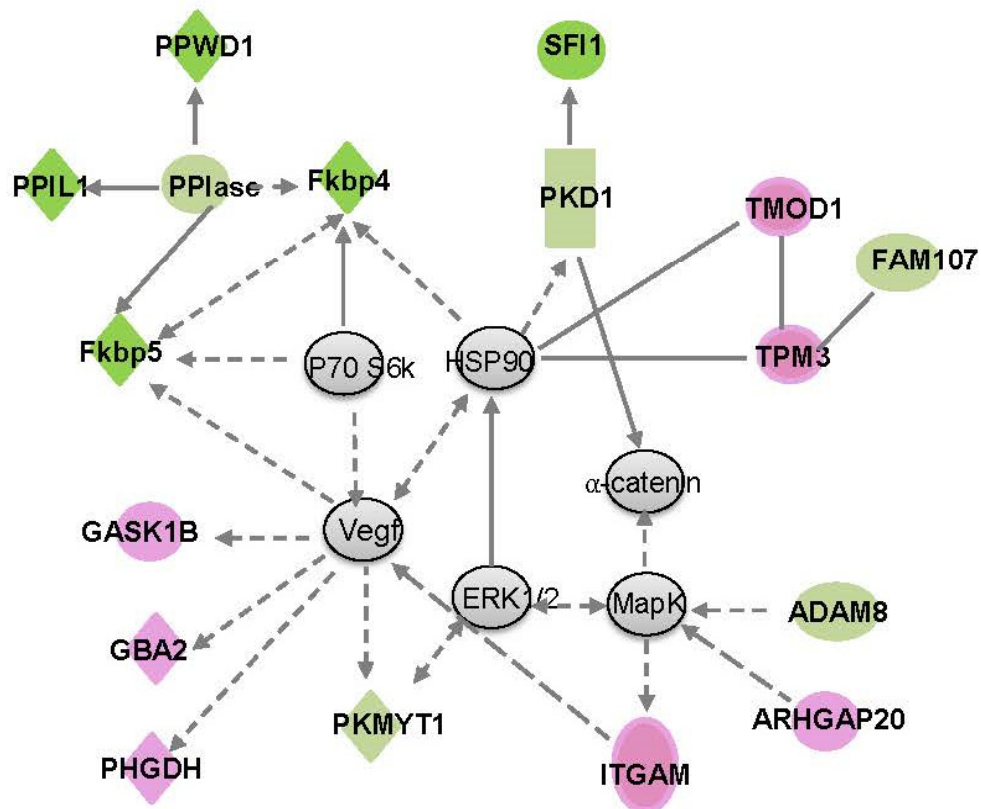 PPWD1
SFI1
PPIL1
PPIase
Fkbp4
PKD1
TMOD1
FAM107
Fkbp5
P70 S6k
HSP90
TPM3
α-catenin
GASK1B
Vegf
ERK1/2
MapK
ADAM8
GBA2
PKMYT1
ARHGAP20
PHGDH
ITGAM